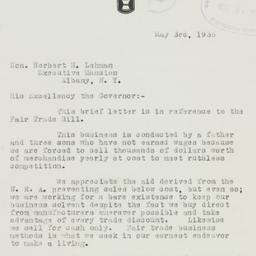 May 3rd, 1935
Hon. Herbert H. Lehman
Executive Mansion
Albany, N. Y.
His Excellency the Governor:-
This brief letter is in reference to the
Fair Trade Bill.
This business is conducted by a father
and three sons who have not earned wages because
we are forced to sell thousands of dollars worth
of merchandise yearly at cost to meet ruthless
competition.
We appreciate the aid derived from the
N. R. A. preventing sales below cost, but even so;
we are working for a bare existence to keep our
business solvent despite the fact we buy direct
from manufacturers wherever possible and take
advantage of every trade discount. Likewise
we sell for cash only. Fair trade business
methods is what we seek in our earnest endeavor
to make a living.